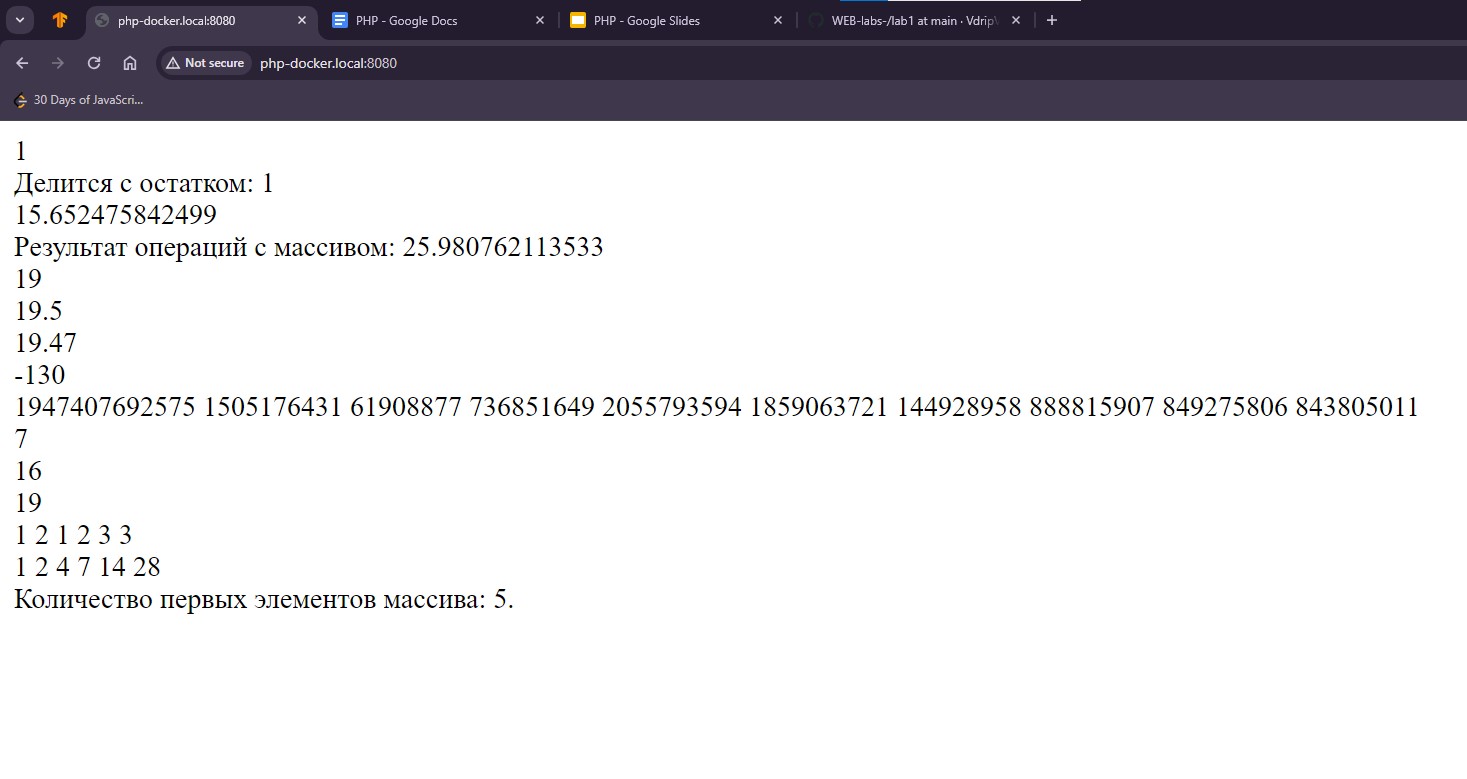 php-docker.local:8080
PHP - Google Docs
PHP - Google Slides
WEB-labs-/lab1 at main · Vdrip
Not secure
php-docker.local:8080
30 Days of JavaScri...
1
Делится с остатком: 1
15.652475842499
Результат операций с массивом: 25.980762113533
19
19.5
19.47
-130
1947407692575 1505176431 61908877 736851649 2055793594 1859063721 144928958 888815907 849275806 843805011
7
16
19
1 2 1 2 3 3
1 2 4 7 14 28
Количество первых элементов массива: 5.